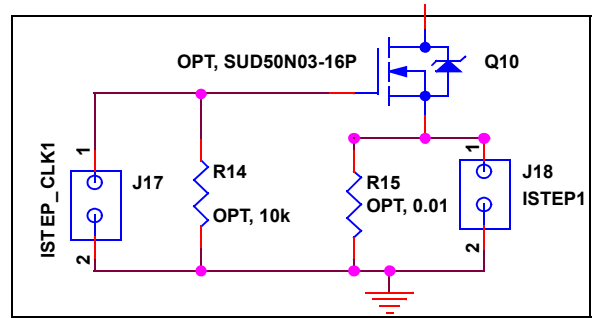 OPT, SUD50N03-16P
Q10
ISTEP_CLK1
1
J17
2
R14
OPT, 10k
R15
OPT, 0.01
1
J18
ISTEP1
2